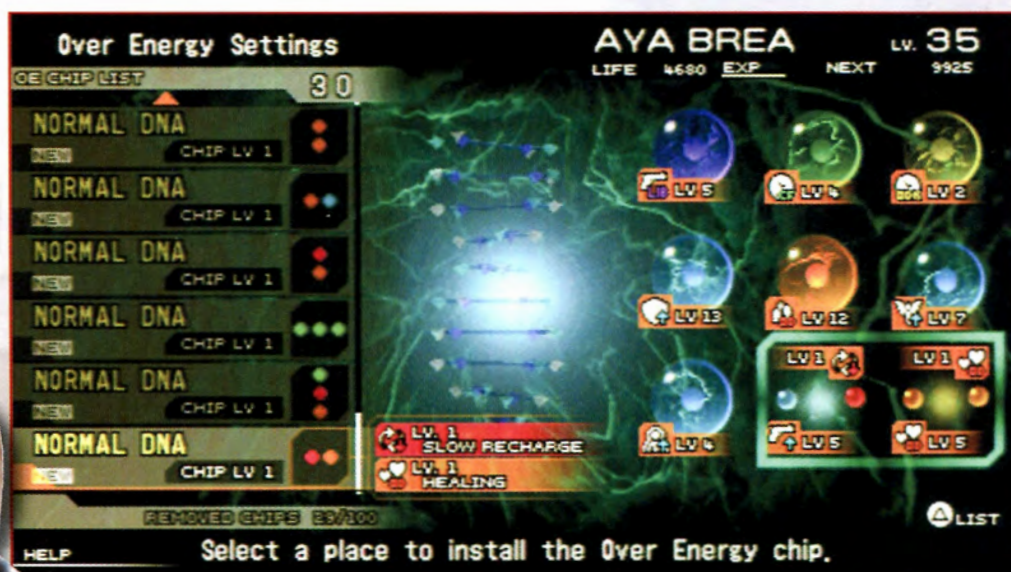 Over Energy Settings
AYA BREA
LV. 35
LIFE 4680 EXP NEXT 9925
OE CHIP LIST
30
NORMAL DNA
NEW CHIP LV 1
NORMAL DNA
NEW CHIP LV 1
NORMAL DNA
NEW CHIP LV 1
NORMAL DNA
NEW CHIP LV 1
NORMAL DNA
NEW CHIP LV 1
NORMAL DNA
NEW CHIP LV 1
LV. 1
SLOW RECHARGE
LV. 1
HEALING
LIB LV 5
LV 4
LV 2
LV 13
LV 12
LV 7
LV 4
LV 1
LV 1
LV 5
LV 5
REMOVED CHIPS 29/100
LIST
HELP
Select a place to install the Over Energy chip.